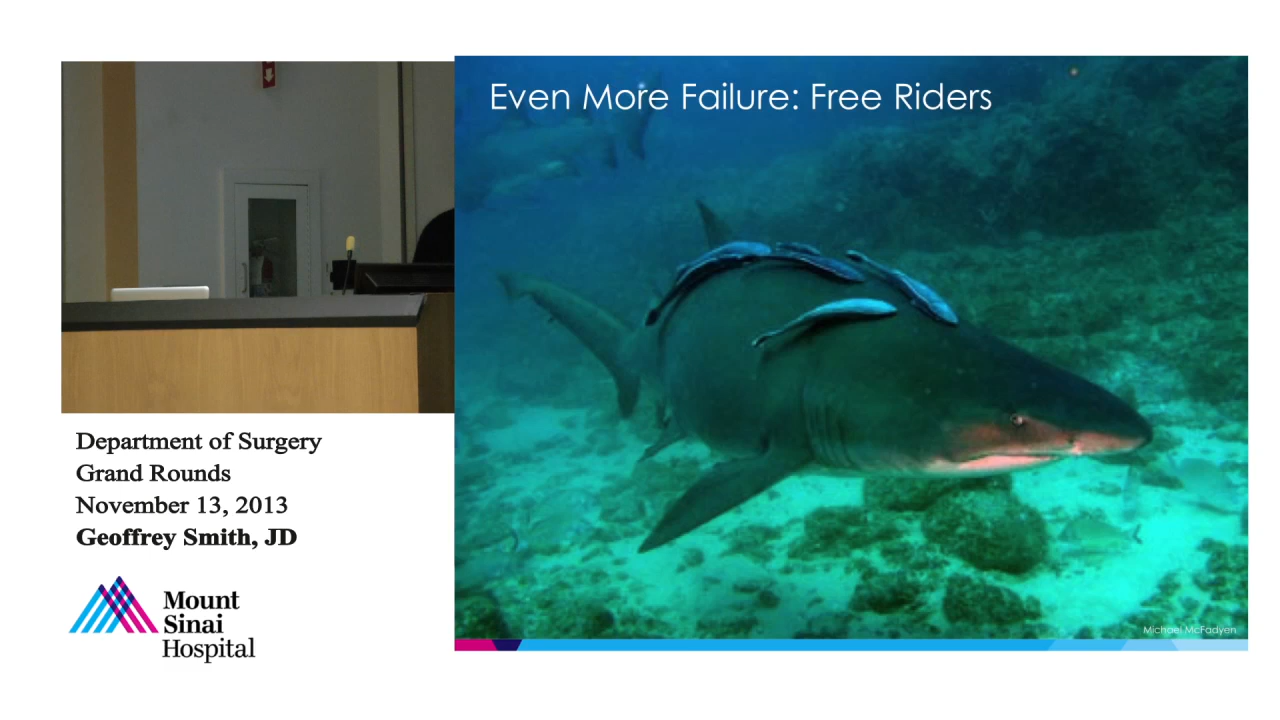 Even More Failure: Free Riders
Department of Surgery
Grand Rounds
November 13, 2013
Geoffrey Smith, JD
Mount
Sinai
Hospital
Michael McFadyen